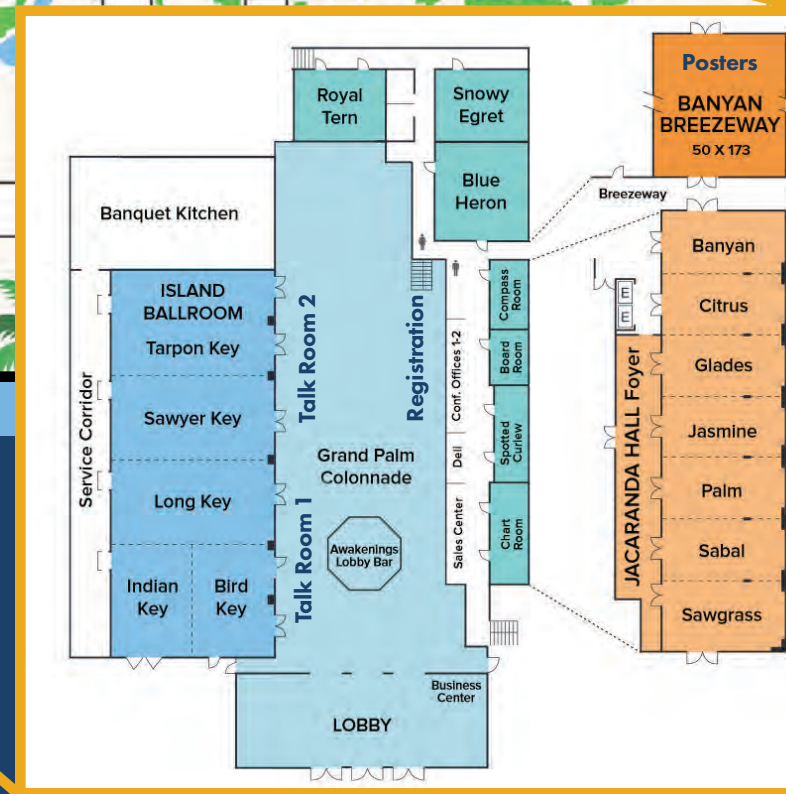 Royal
Tern
Snowy
Egret
Posters
BANYAN
BREEZEWAY
50 X 173
Blue
Heron
Breezeway
Banquet Kitchen
Banyan
ISLAND
BALLROOM
Tarpon Key
Talk Room 2
Registration
Compass
Room
E
E
Citrus
Conf. Offices 1-2
Board
Room
Glades
Service Corridor
Sawyer Key
Grand Palm
Colonnade
Deli
Spotted
Curlew
JACARANDA HALL Foyer
Jasmine
Long Key
Talk Room 1
Awakenings
Lobby Bar
Sales Center
Chart
Room
Palm
Sabal
Indian
Key
Bird
Key
Sawgrass
Business
Center
LOBBY